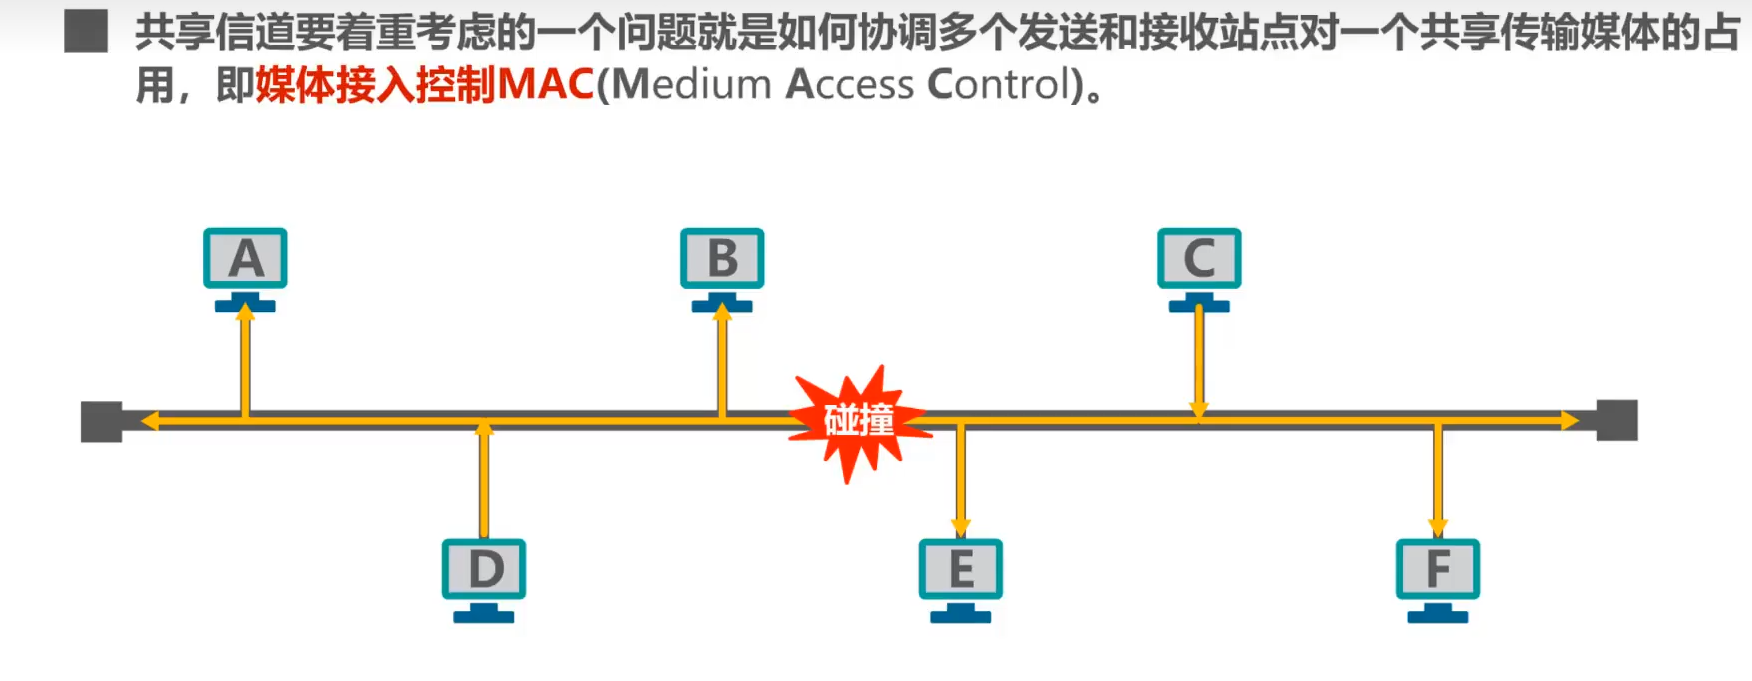 共享信道要着重考虑的一个问题就是如何协调多个发送和接收站点对一个共享传输媒体的占
用，即媒体接入控制MAC(Medium Access Control)。
A
B
C
碰撞
D
E
F